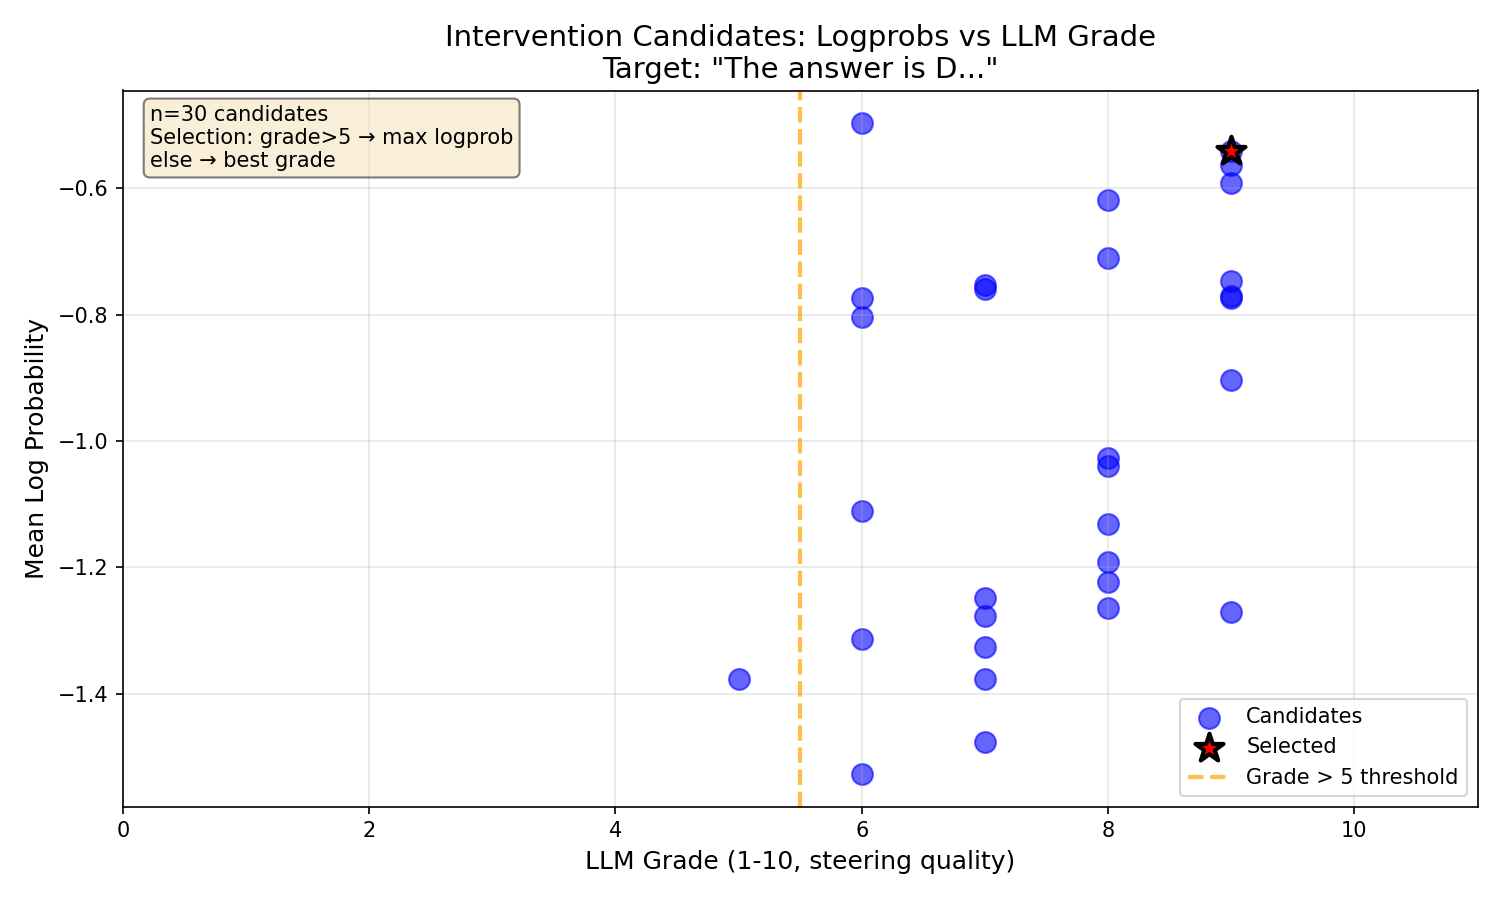 Intervention Candidates: Logprobs vs LLM Grade
Target: "The answer is D..."
n=30 candidates
Selection: grade>5 → max logprob
else → best grade
Mean Log Probability
−0.6
−0.8
−1.0
−1.2
−1.4
Candidates
Selected
Grade > 5 threshold
0 2 4 6 8 10
LLM Grade (1-10, steering quality)